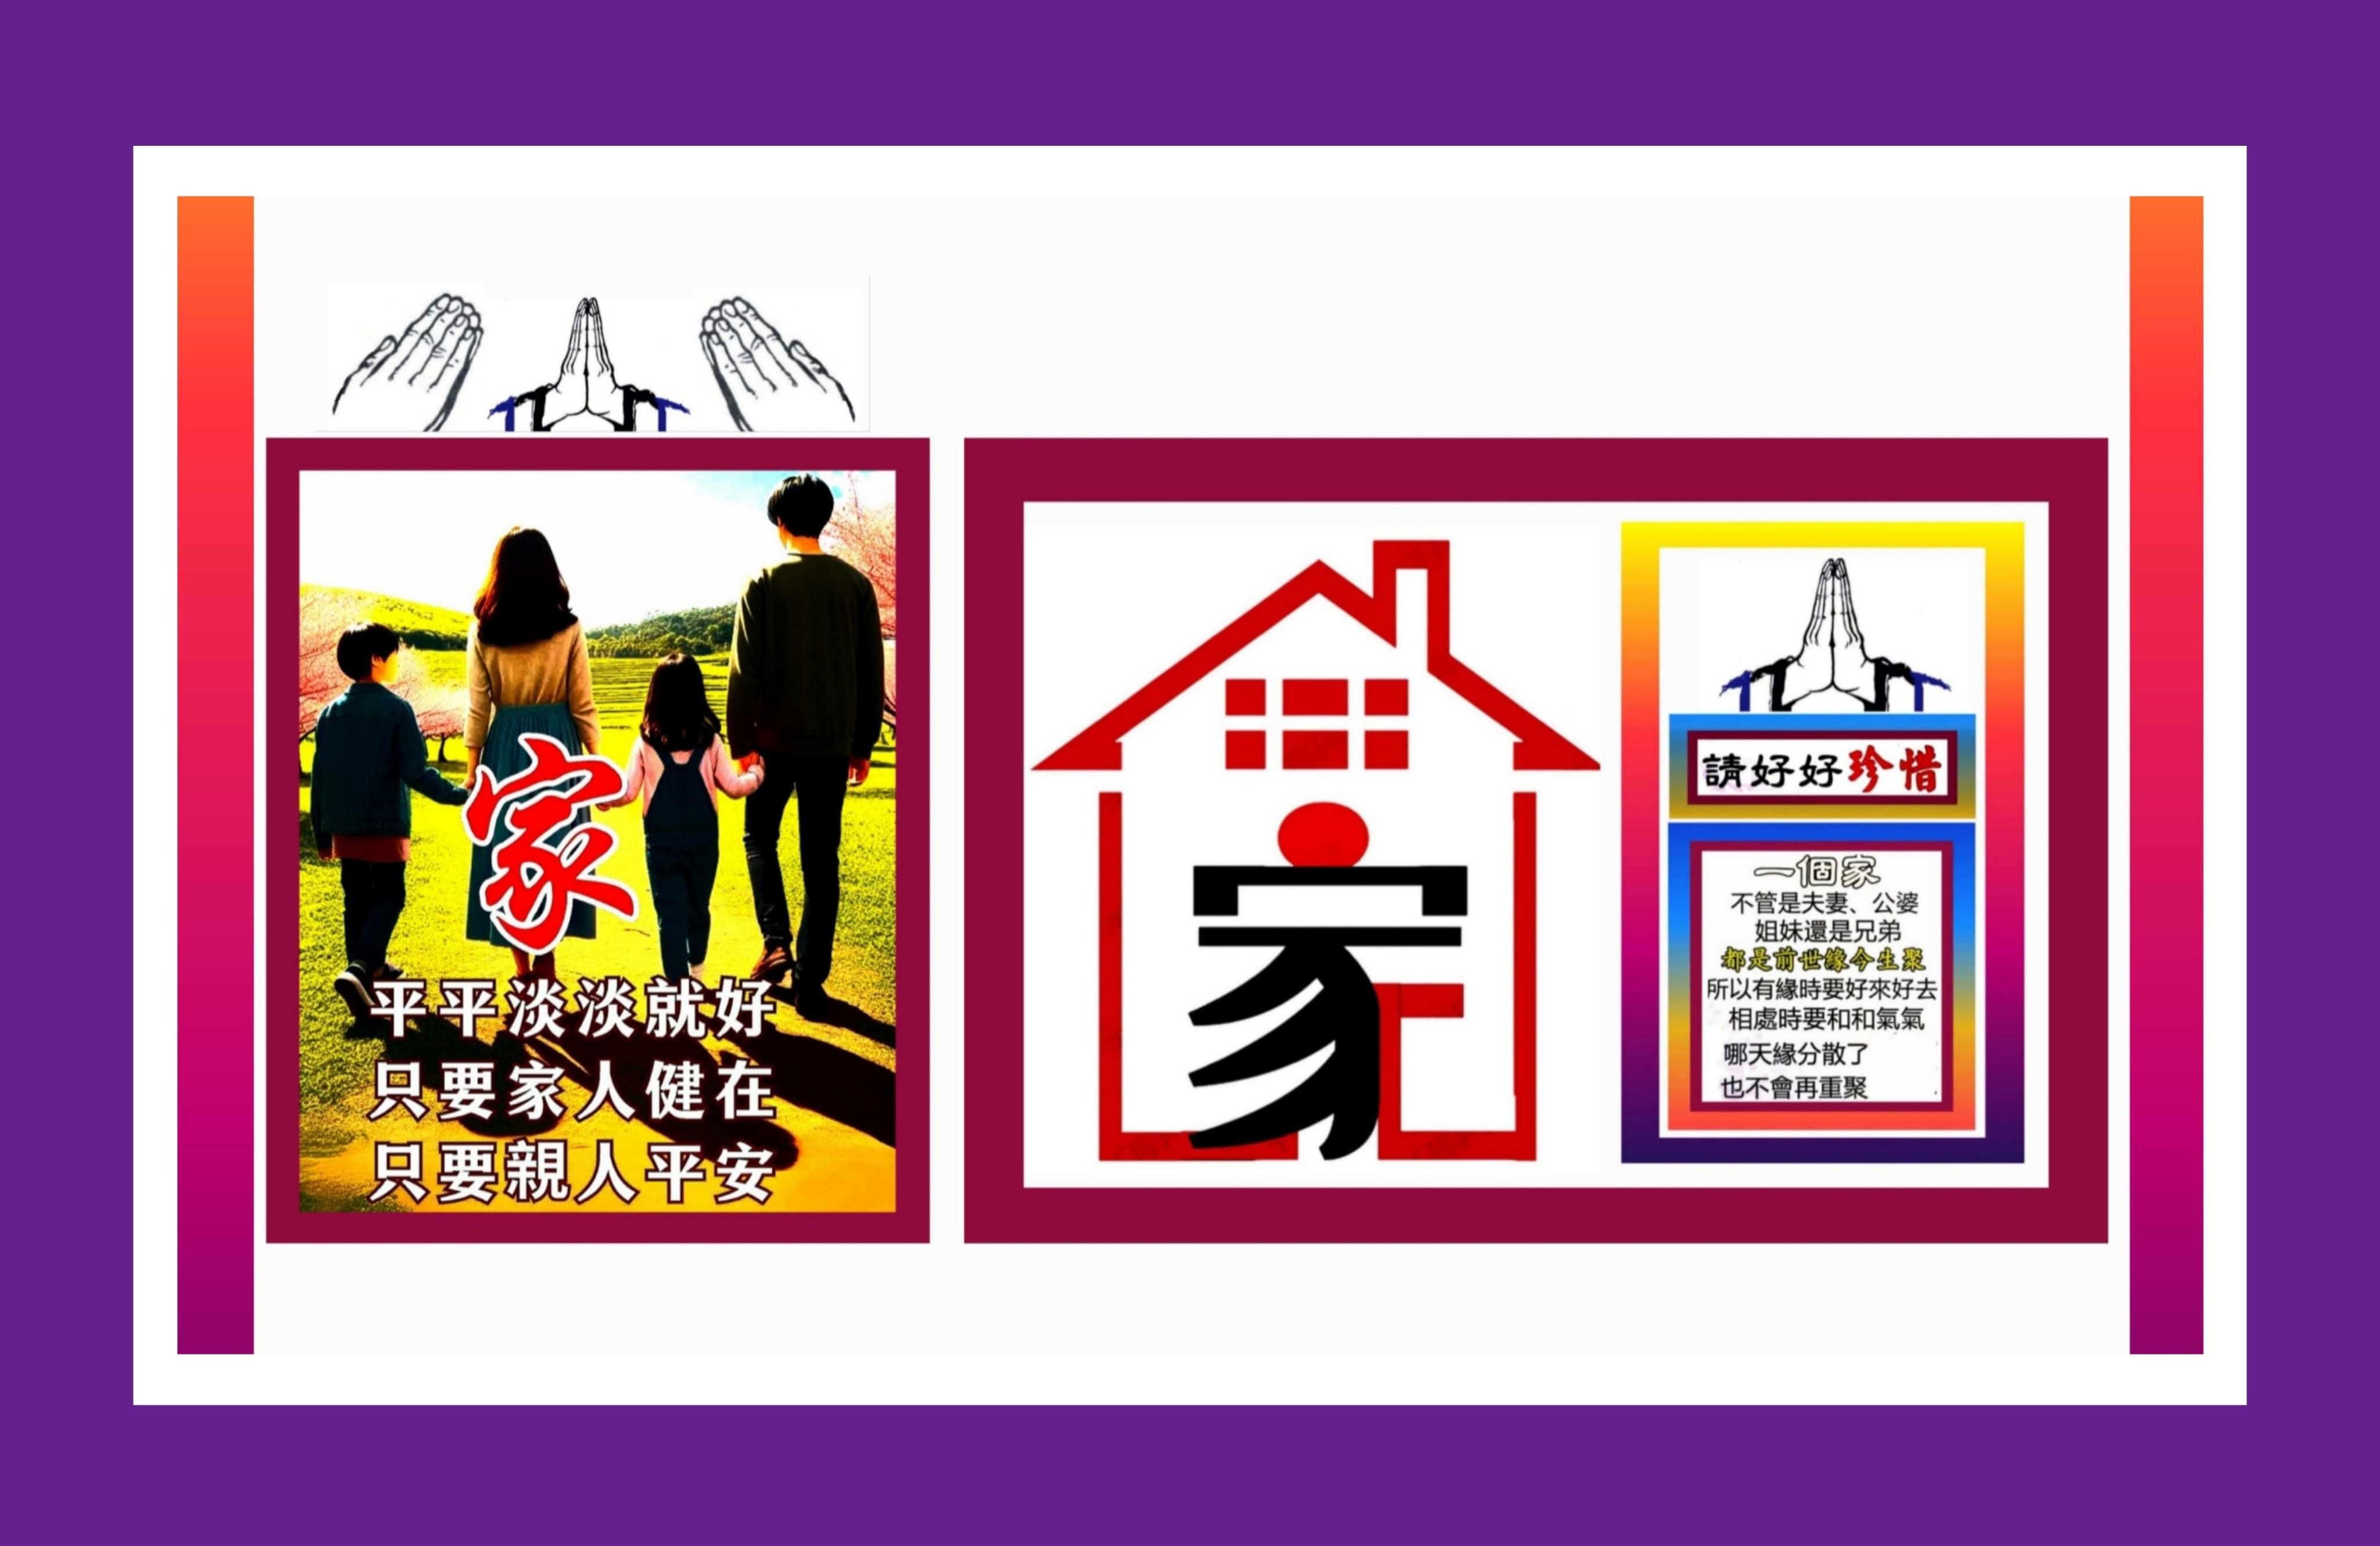 家
平平淡淡就好
只要家人健在
只要親人平安
家
請好好珍惜
一個家
不管是夫妻、公婆
姐妹還是兄弟
都是前世缘今生聚
所以有緣時要好來好去
相處時要和和氣氣
哪天緣分散了
也不會再重聚